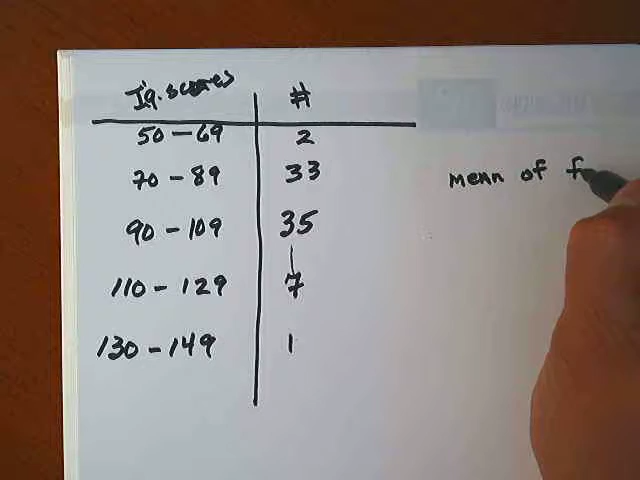 I.q. scores #
50 - 69 2
70 - 89 33
90 - 109 35
110 - 129 7
130 - 149 1
mean of f